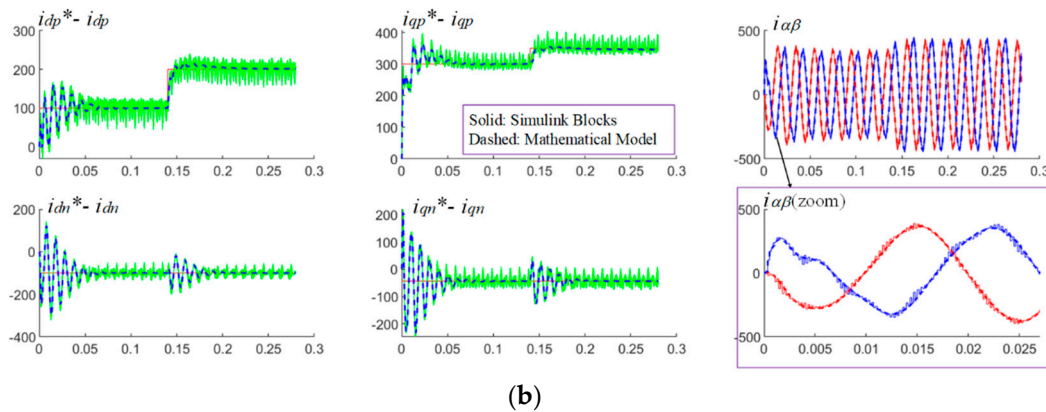 idp*- idp
300
200
100
0
0 0.05 0.1 0.15 0.2 0.25 0.3
iqp*- iqp
400
300
200
100
0
0 0.05 0.1 0.15 0.2 0.25 0.3
Solid: Simulink Blocks
Dashed: Mathematical Model
iαβ
500
0
-500
0 0.05 0.1 0.15 0.2 0.25 0.3
idn*- idn
200
0
-200
-400
0 0.05 0.1 0.15 0.2 0.25 0.3
iqn*- iqn
200
100
0
-100
-200
0 0.05 0.1 0.15 0.2 0.25 0.3
iαβ(zoom)
500
0
-500
0 0.005 0.01 0.015 0.02 0.025
(b)